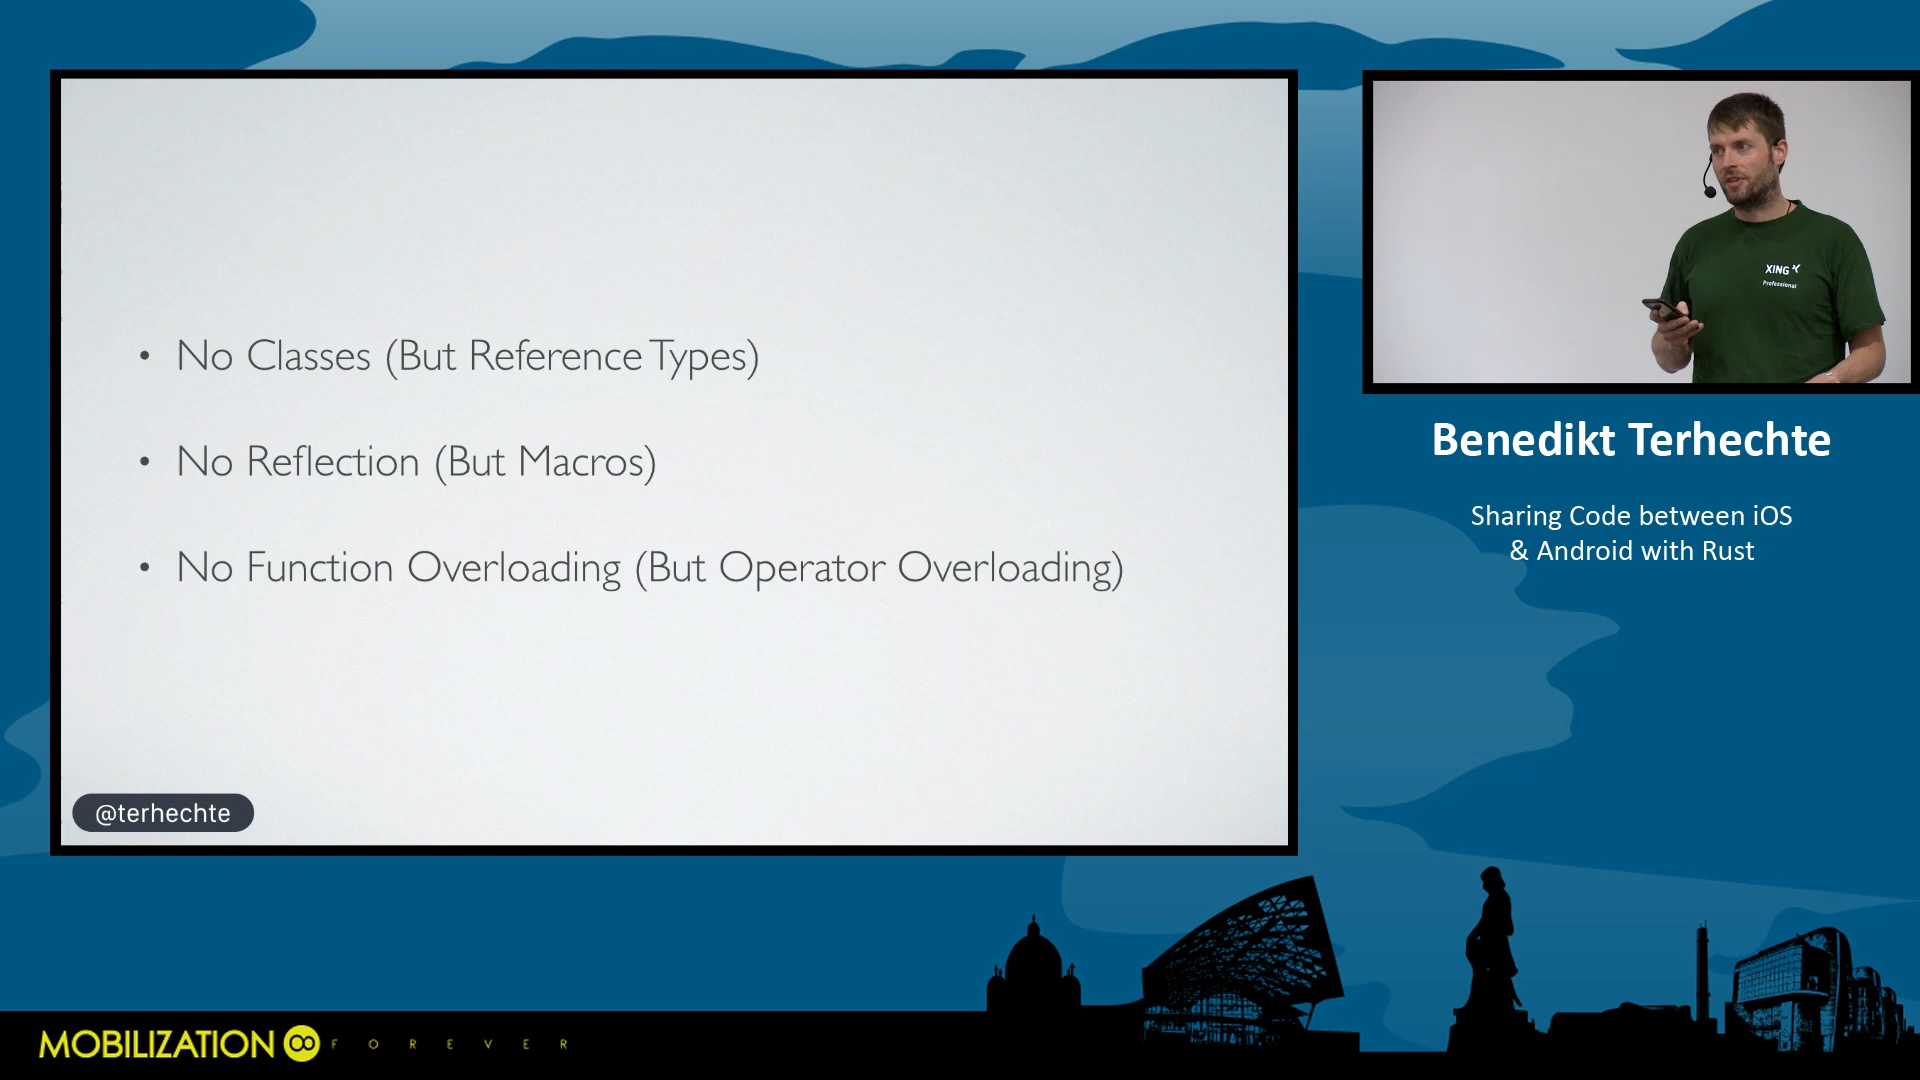 • No Classes (But Reference Types)
• No Reflection (But Macros)
• No Function Overloading (But Operator Overloading)
@terhechte
XING
Professional
Benedikt Terhechte
Sharing Code between iOS
& Android with Rust
MOBILIZATION
FOREVER